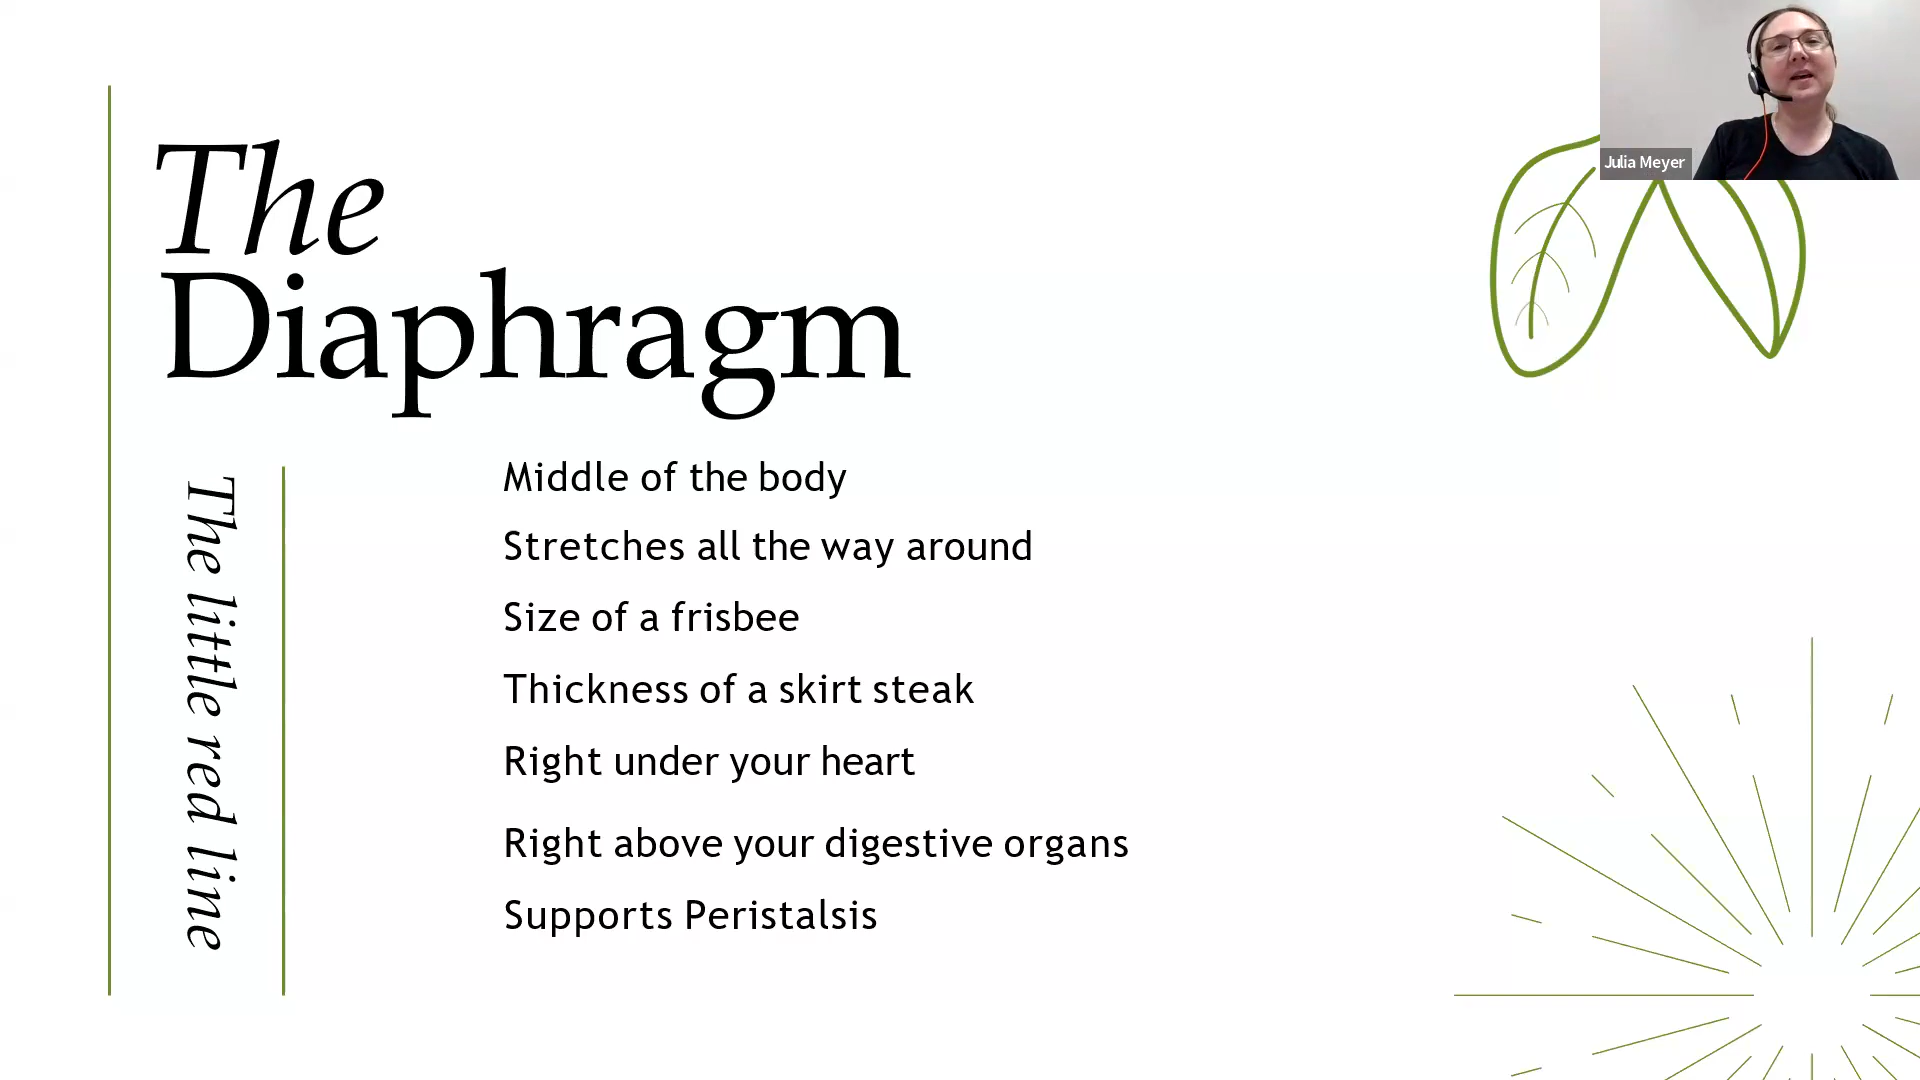 The
Diaphragm
The little red line
Middle of the body
Stretches all the way around
Size of a frisbee
Thickness of a skirt steak
Right under your heart
Right above your digestive organs
Supports Peristalsis
Julia Meyer